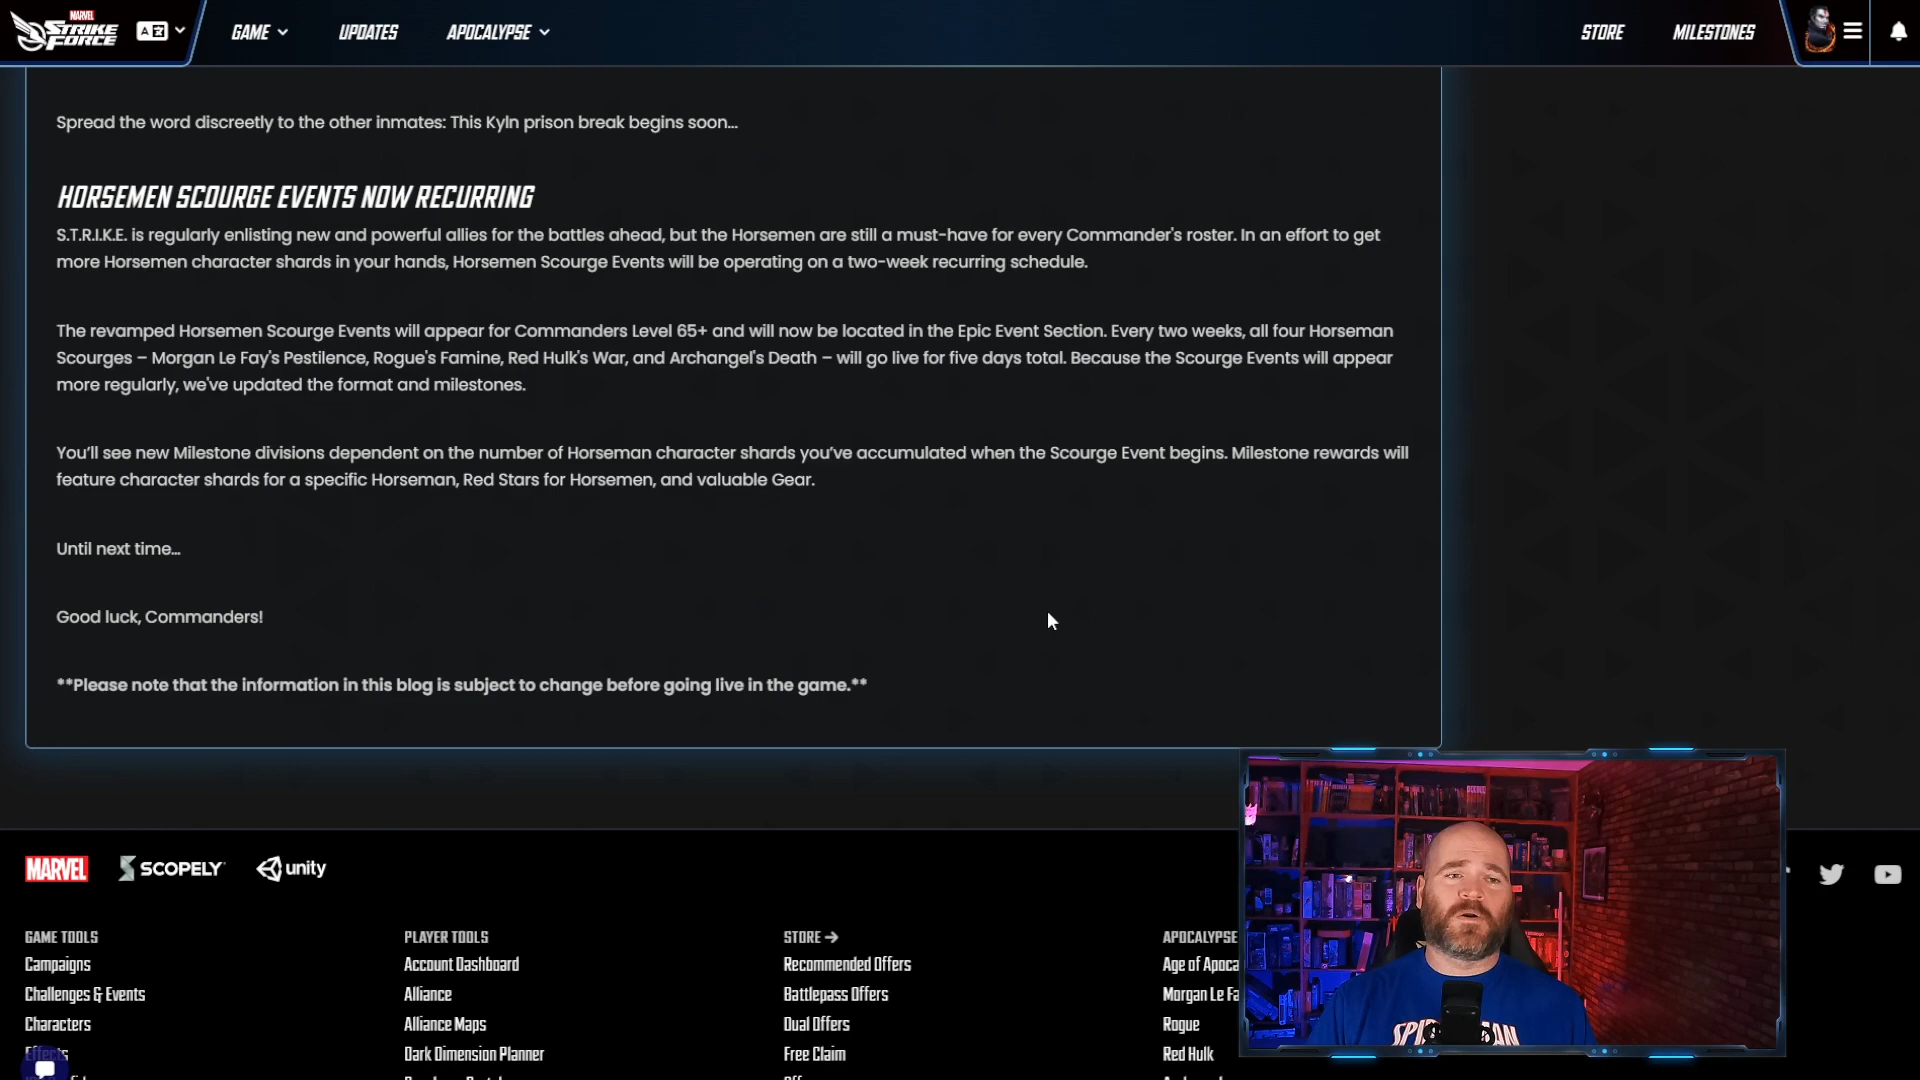 MARVEL
STRIKE
FORCE
GAME
UPDATES
APOCALYPSE
STORE
MILESTONES
Spread the word discreetly to the other inmates: This Kyln prison break begins soon...
HORSEMEN SCOURGE EVENTS NOW RECURRING
S.T.R.I.K.E. is regularly enlisting new and powerful allies for the battles ahead, but the Horsemen are still a must-have for every Commander's roster. In an effort to get
more Horsemen character shards in your hands, Horsemen Scourge Events will be operating on a two-week recurring schedule.
The revamped Horsemen Scourge Events will appear for Commanders Level 65+ and will now be located in the Epic Event Section. Every two weeks, all four Horseman
Scourges – Morgan Le Fay's Pestilence, Rogue's Famine, Red Hulk's War, and Archangel's Death – will go live for five days total. Because the Scourge Events will appear
more regularly, we've updated the format and milestones.
You'll see new Milestone divisions dependent on the number of Horseman character shards you've accumulated when the Scourge Event begins. Milestone rewards will
feature character shards for a specific Horseman, Red Stars for Horsemen, and valuable Gear.
Until next time...
Good luck, Commanders!
**Please note that the information in this blog is subject to change before going live in the game.**
MARVEL
SCOPELY
unity
GAME TOOLS
Campaigns
Challenges & Events
Characters
Effects
PLAYER TOOLS
Account Dashboard
Alliance
Alliance Maps
Dark Dimension Planner
STORE →
Recommended Offers
Battlepass Offers
Dual Offers
Free Claim
APOCALYPSE
Age of Apoca
Morgan Le Fa
Rogue
Red Hulk